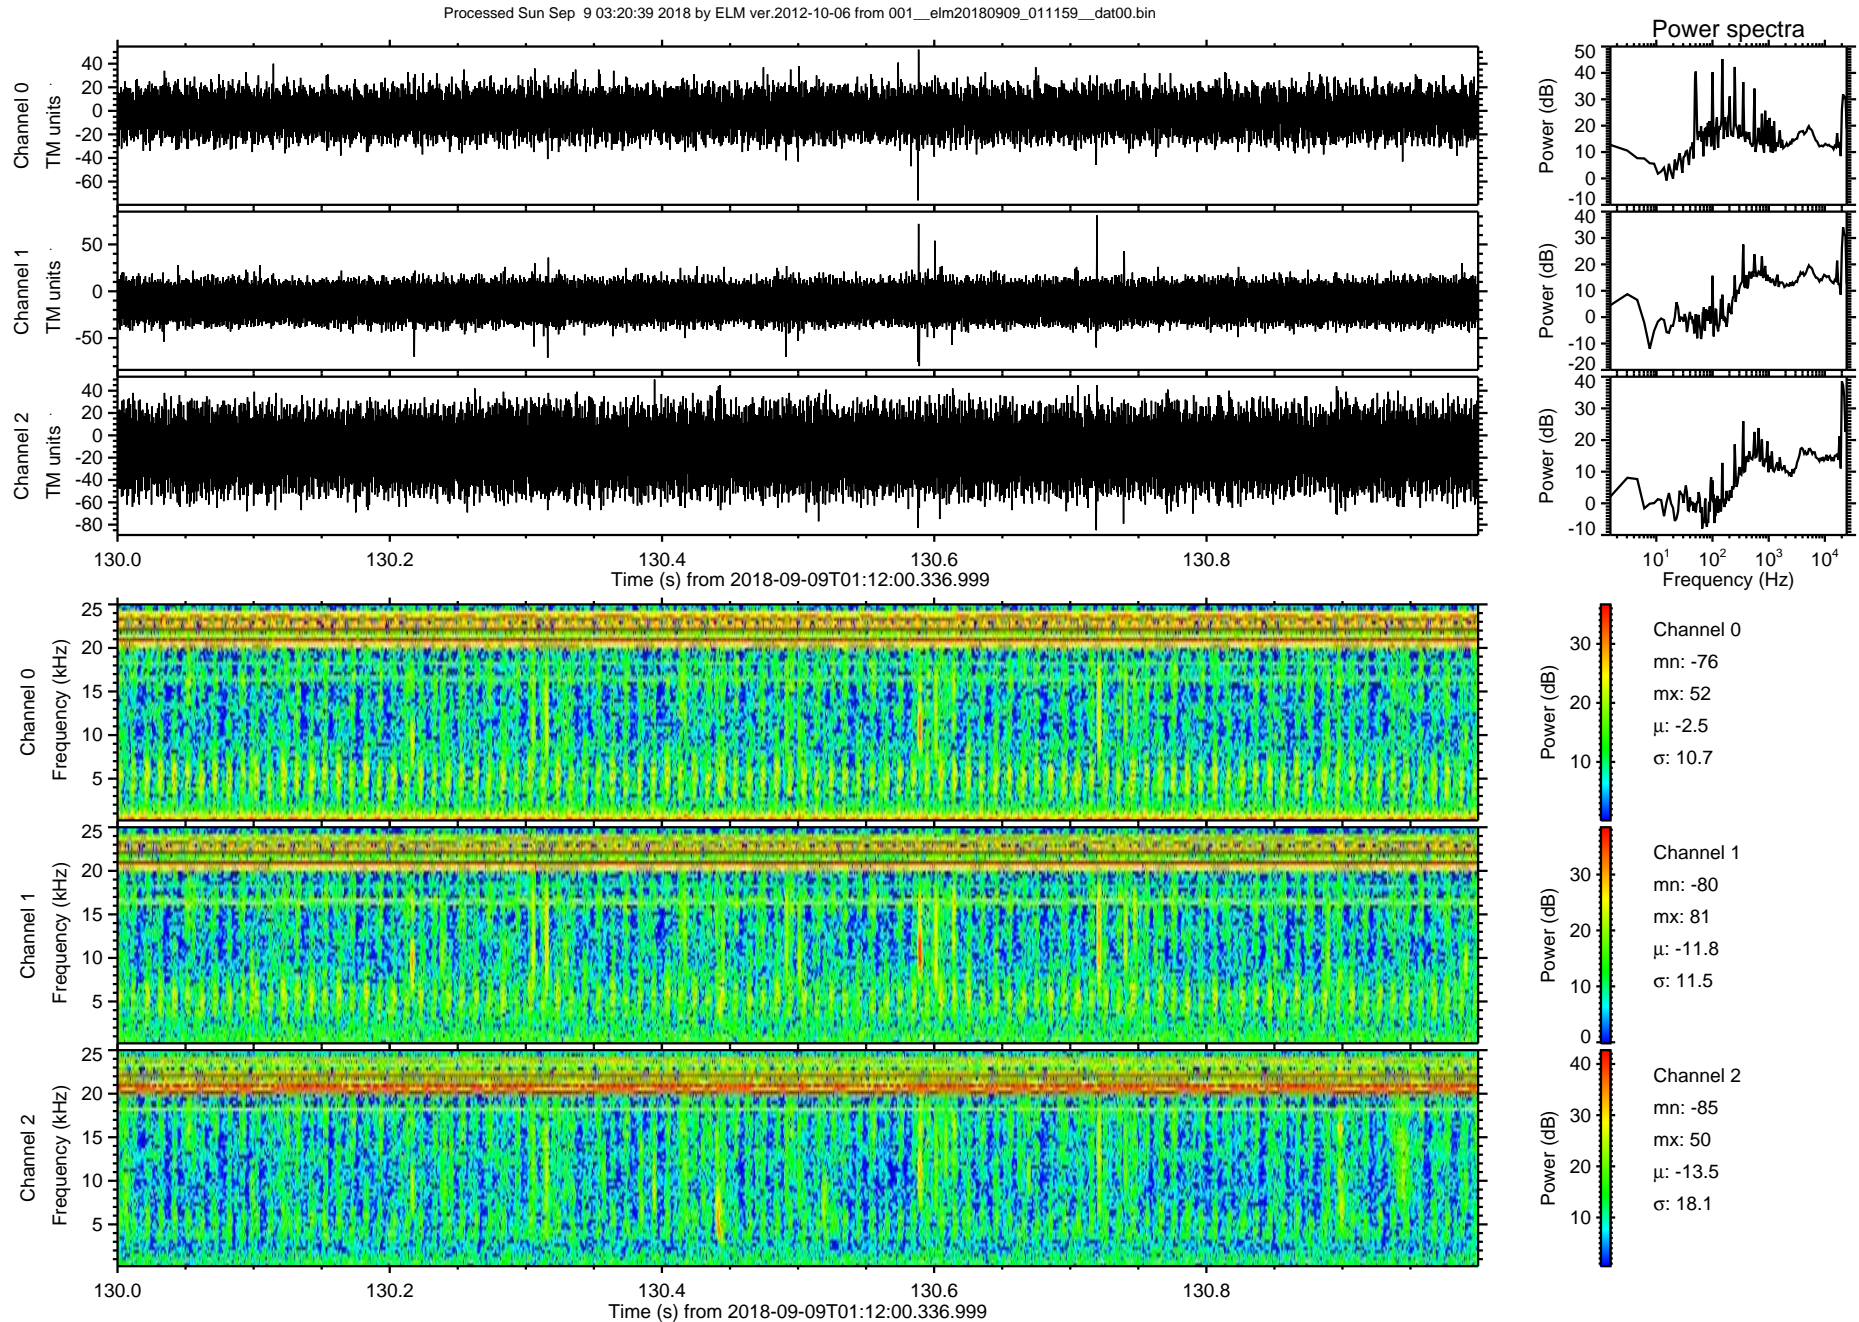 Processed Sun Sep  9 03:20:39 2018 by ELM ver.2012-10-06 from 001__elm20180909_011159__dat00.bin
Power spectra
Channel 0
TM units
40
20
0
-20
-40
-60
Power (dB)
50
40
30
20
10
0
-10
Channel 1
TM units
50
0
-50
Power (dB)
40
30
20
10
0
-10
-20
Channel 2
TM units
40
20
0
-20
-40
-60
-80
Power (dB)
40
30
20
10
0
-10
130.0 130.2 130.4 130.6 130.8
Time (s) from 2018-09-09T01:12:00.336.999
10¹ 10² 10³ 10⁴
Frequency (Hz)
Channel 0
Frequency (kHz)
25
20
15
10
5
Power (dB)
30
20
10
Channel 0
mn: -76
mx: 52
μ: -2.5
σ: 10.7
Channel 1
Frequency (kHz)
25
20
15
10
5
Power (dB)
30
20
10
0
Channel 1
mn: -80
mx: 81
μ: -11.8
σ: 11.5
Channel 2
Frequency (kHz)
25
20
15
10
5
Power (dB)
40
30
20
10
Channel 2
mn: -85
mx: 50
μ: -13.5
σ: 18.1
130.0 130.2 130.4 130.6 130.8
Time (s) from 2018-09-09T01:12:00.336.999